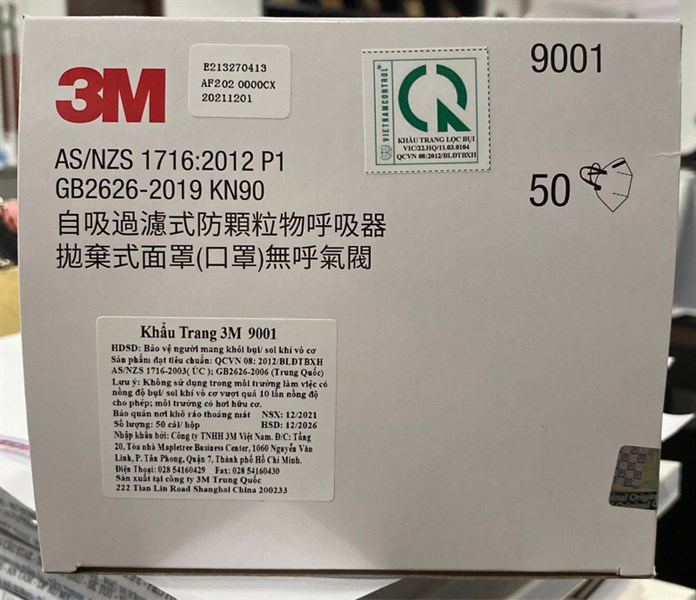 3M
E213270413
AF202 0000CX
20211201
VIETNAMCONTROL®
KHẨU TRANG LỌC BỤI
VIC/22.HQ/11.03.0104
QCVN 08:2012/BLĐTBXH
9001
AS/NZS 1716:2012 P1
GB2626-2019 KN90
50
自吸過濾式防顆粒物呼吸器
拋棄式面罩(口罩)無呼氣閥
Khẩu Trang 3M 9001
HDSD: Bảo vệ người mang khỏi bụi/ sol khí vô cơ
Sản phẩm đạt tiêu chuẩn: QCVN 08: 2012/BLĐTBXH
AS/NZS 1716-2003( ÚC ); GB2626-2006 (Trung Quốc)
Lưu ý: Không sử dụng trong môi trường làm việc có
nồng độ bụi/ sol khí vô cơ vượt quá 10 lần nồng độ
cho phép; môi trường có hơi hữu cơ.
Bảo quản nơi khô ráo thoáng mát NSX: 12/2021
Số lượng: 50 cái/ hộp HSD: 12/2026
Nhập khẩu bởi: Công ty TNHH 3M Việt Nam. Đ/C: Tầng
20, Tòa nhà Mapletree Business Center, 1060 Nguyễn Văn
Linh, P. Tân Phong, Quận 7, Thành phố Hồ Chí Minh.
Điện Thoại: 028 54160429 Fax: 028 54160430
Sản xuất tại công ty 3M Trung Quốc
222 Tian Lin Road Shanghai China 200233